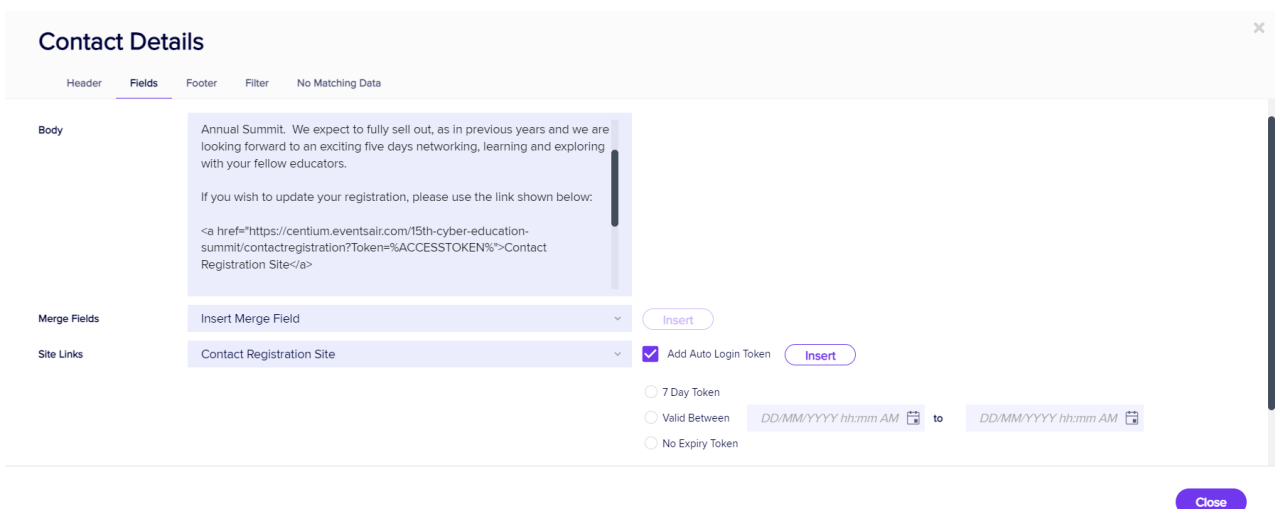 Contact Details
Header Fields Footer Filter No Matching Data
Body
Annual Summit. We expect to fully sell out, as in previous years and we are
looking forward to an exciting five days networking, learning and exploring
with your fellow educators.
If you wish to update your registration, please use the link shown below:
<a href="https://centium.eventsair.com/15th-cyber-education-
summit/contactregistration?Token=%ACCESSTOKEN%">Contact
Registration Site</a>
Merge Fields Insert Merge Field Insert
Site Links Contact Registration Site Add Auto Login Token Insert
7 Day Token
Valid Between DD/MM/YYYY hh:mm AM to DD/MM/YYYY hh:mm AM
No Expiry Token
Close